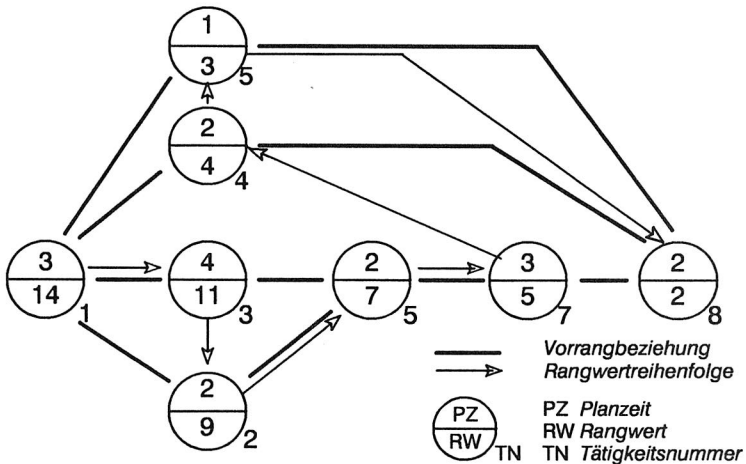 1
3 5
2
4 4
3 4 2 3 2
14 1 11 3 7 5 5 7 2 8
2
9 2
Vorrangbeziehung
Rangwertreihenfolge
PZ PZ Planzeit
RW RW Rangwert
TN TN Tätigkeitsnummer